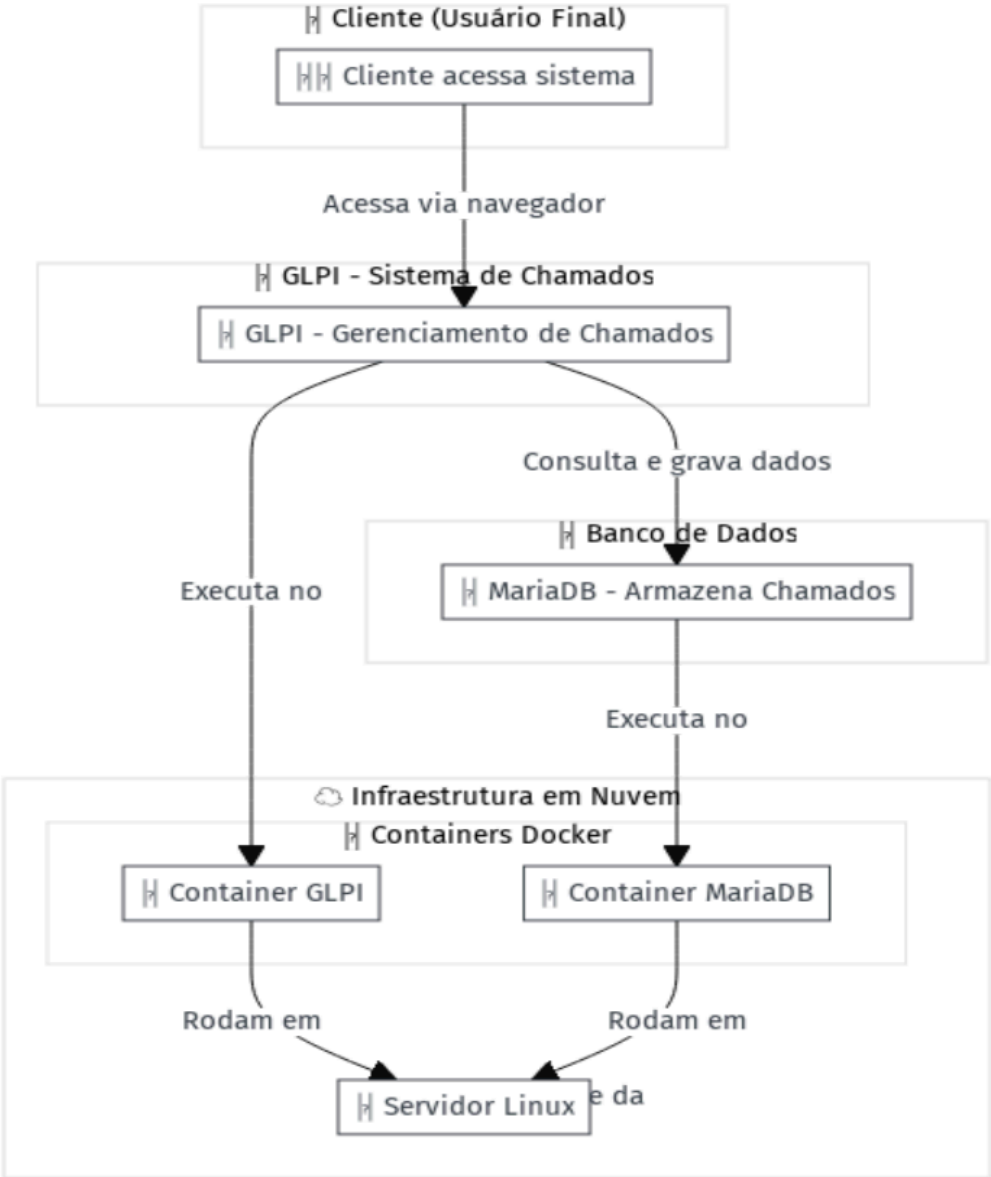 Cliente (Usuário Final)
Cliente acessa sistema
Acessa via navegador
GLPI - Sistema de Chamados
GLPI - Gerenciamento de Chamados
Consulta e grava dados
Banco de Dados
Executa no
MariaDB - Armazena Chamados
Executa no
Infraestrutura em Nuvem
Containers Docker
Container GLPI
Container MariaDB
Rodam em
Rodam em
Servidor Linux
e da